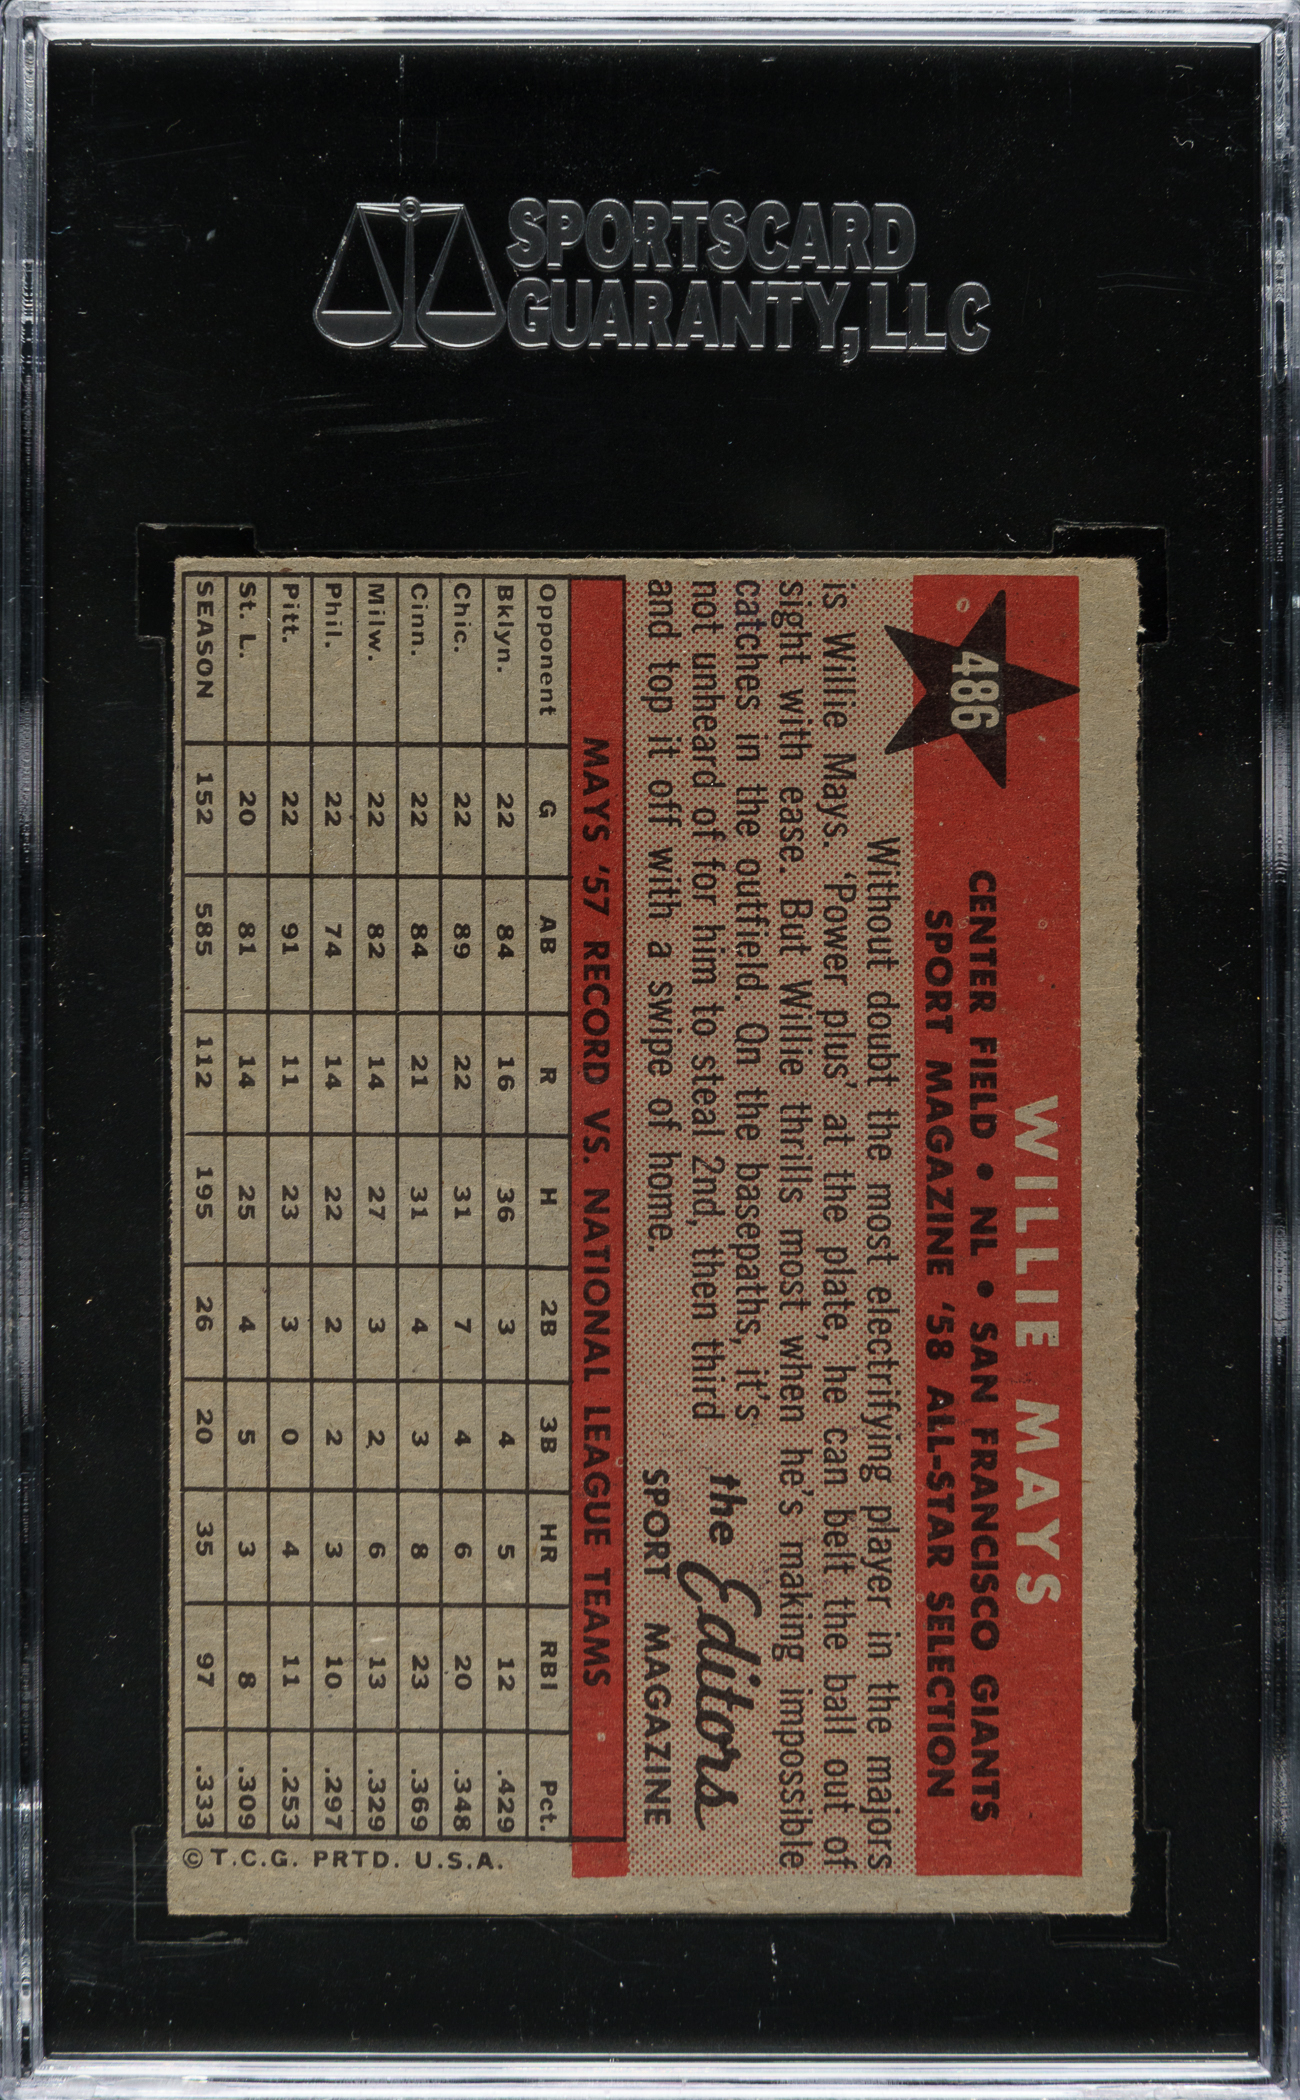 SPORTSCARD
GUARANTY, LLC
486
WILLIE MAYS
CENTER FIELD • NL • SAN FRANCISCO GIANTS
SPORT MAGAZINE '58 ALL-STAR SELECTION
Without doubt the most electrifying player in the majors
is Willie Mays. 'Power plus' at the plate, he can belt the ball out of
sight with ease. But Willie thrills most when he's making impossible
catches in the outfield. On the basepaths, it's
not unheard of for him to steal 2nd, then third
and top it off with a swipe of home.
the Editors
SPORT MAGAZINE
MAYS '57 RECORD VS. NATIONAL LEAGUE TEAMS
Opponent G AB R H 2B 3B HR RBI Pct.
Bklyn. 22 84 16 36 3 4 5 12 .429
Chic. 22 89 22 31 7 4 6 20 .348
Cinn. 22 84 21 31 4 3 8 23 .369
Milw. 22 82 14 27 3 2 6 13 .329
Phil. 22 74 14 22 2 2 3 10 .297
Pitt. 22 91 11 23 3 0 4 11 .253
St. L. 20 81 14 25 4 5 3 8 .309
SEASON 152 585 112 195 26 20 35 97 .333
© T.C.G. PRTD. U.S.A.